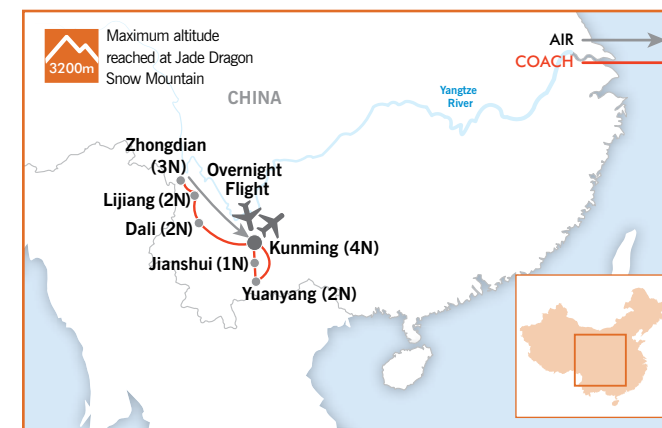 Maximum altitude
reached at Jade Dragon
Snow Mountain
3200m
AIR
COACH
CHINA
Yangtze
River
Zhongdian
(3N)
Overnight
Flight
Lijiang (2N)
Dali (2N)
Kunming (4N)
Jianshui (1N)
Yuanyang (2N)